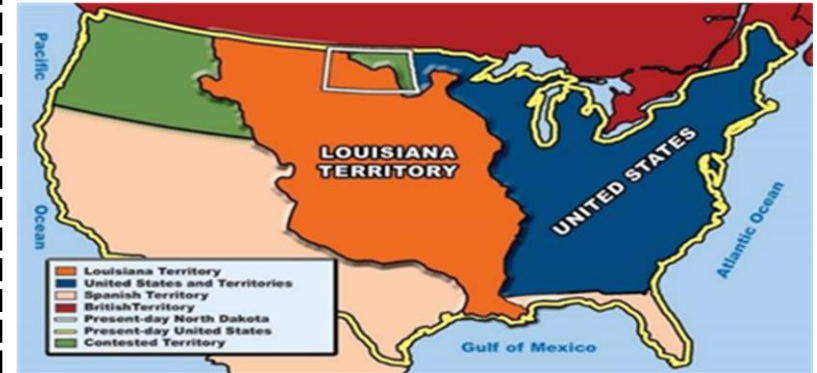 Pacific
Ocean
LOUISIANA
TERRITORY
UNITED STATES
Atlantic Ocean
Gulf of Mexico
Louisiana Territory
United States and Territories
Spanish Territory
BritishTerritory
Present-day North Dakota
Present-day United States
Contested Territory